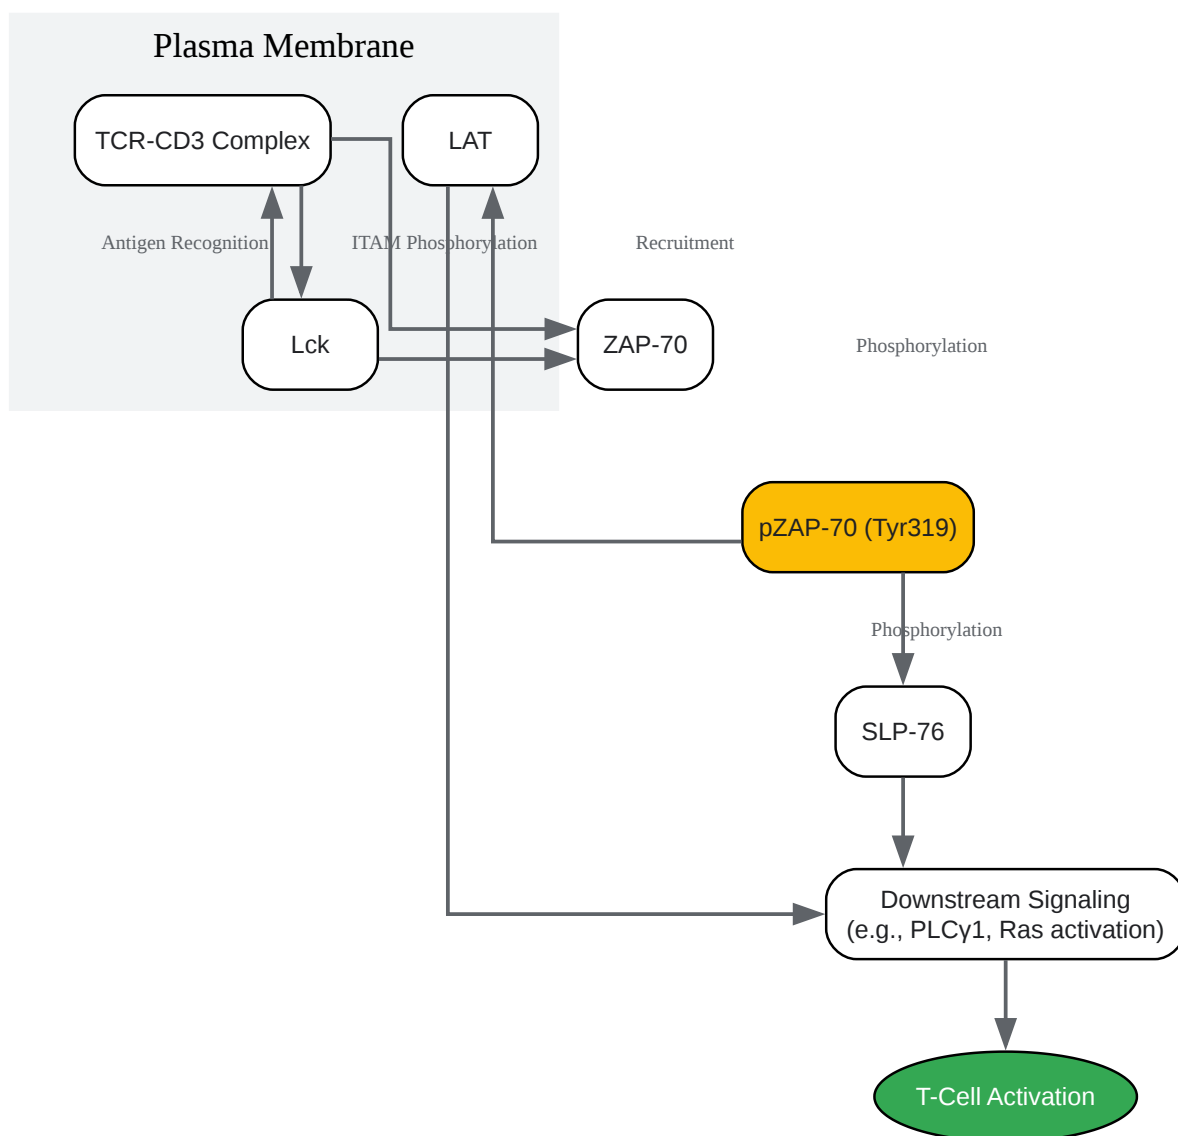 Plasma Membrane
TCR-CD3 Complex
LAT
Antigen Recognition
ITAM Phosphorylation
Recruitment
Lck
ZAP-70
Phosphorylation
pZAP-70 (Tyr319)
Phosphorylation
SLP-76
Downstream Signaling
(e.g., PLCγ1, Ras activation)
T-Cell Activation